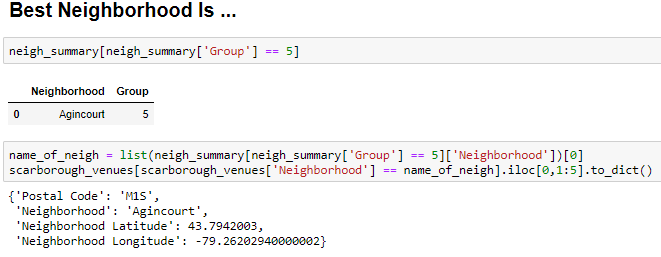 Best Neighborhood Is ...
neigh_summary[neigh_summary['Group'] == 5]
Neighborhood Group
0 Agincourt 5
name_of_neigh = list(neigh_summary[neigh_summary['Group'] == 5]['Neighborhood'])[0]
scarborough_venues[scarborough_venues['Neighborhood'] == name_of_neigh].iloc[0,1:5].to_dict()
{'Postal Code': 'M1S',
'Neighborhood': 'Agincourt',
'Neighborhood Latitude': 43.7942003,
'Neighborhood Longitude': -79.26202940000002}